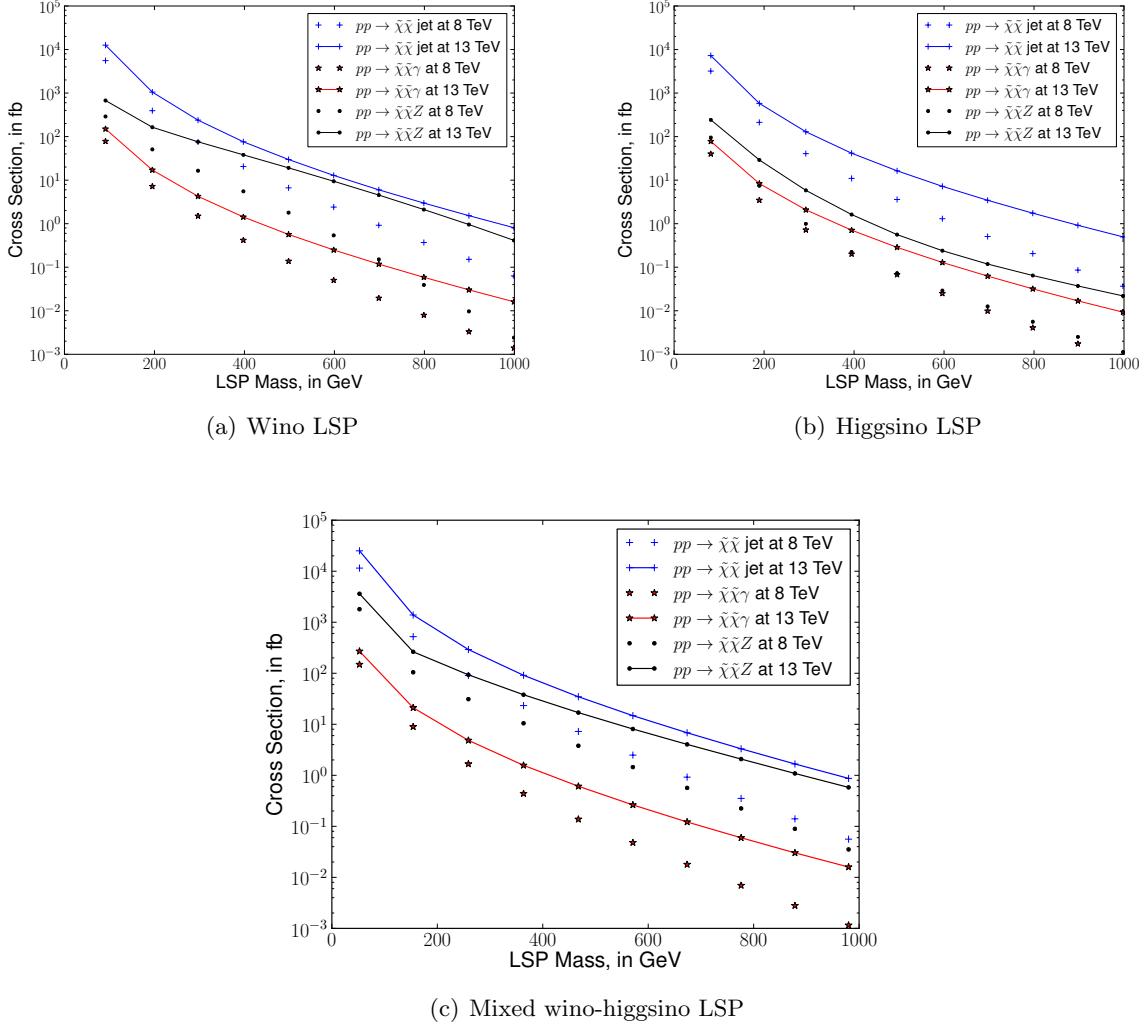 10^5
10^4
10^3
10^2
10^1
10^0
10^-1
10^-2
10^-3
Cross Section, in fb
pp → χ̃χ̃ jet at 8 TeV
pp → χ̃χ̃ jet at 13 TeV
pp → χ̃χ̃γ at 8 TeV
pp → χ̃χ̃γ at 13 TeV
pp → χ̃χ̃Z at 8 TeV
pp → χ̃χ̃Z at 13 TeV
0 200 400 600 800 1000
LSP Mass, in GeV
(a) Wino LSP
10^5
10^4
10^3
10^2
10^1
10^0
10^-1
10^-2
10^-3
Cross Section, in fb
pp → χ̃χ̃ jet at 8 TeV
pp → χ̃χ̃ jet at 13 TeV
pp → χ̃χ̃γ at 8 TeV
pp → χ̃χ̃γ at 13 TeV
pp → χ̃χ̃Z at 8 TeV
pp → χ̃χ̃Z at 13 TeV
0 200 400 600 800 1000
LSP Mass, in GeV
(b) Higgsino LSP
10^5
10^4
10^3
10^2
10^1
10^0
10^-1
10^-2
10^-3
Cross Section, in fb
pp → χ̃χ̃ jet at 8 TeV
pp → χ̃χ̃ jet at 13 TeV
pp → χ̃χ̃γ at 8 TeV
pp → χ̃χ̃γ at 13 TeV
pp → χ̃χ̃Z at 8 TeV
pp → χ̃χ̃Z at 13 TeV
0 200 400 600 800 1000
LSP Mass, in GeV
(c) Mixed wino-higgsino LSP